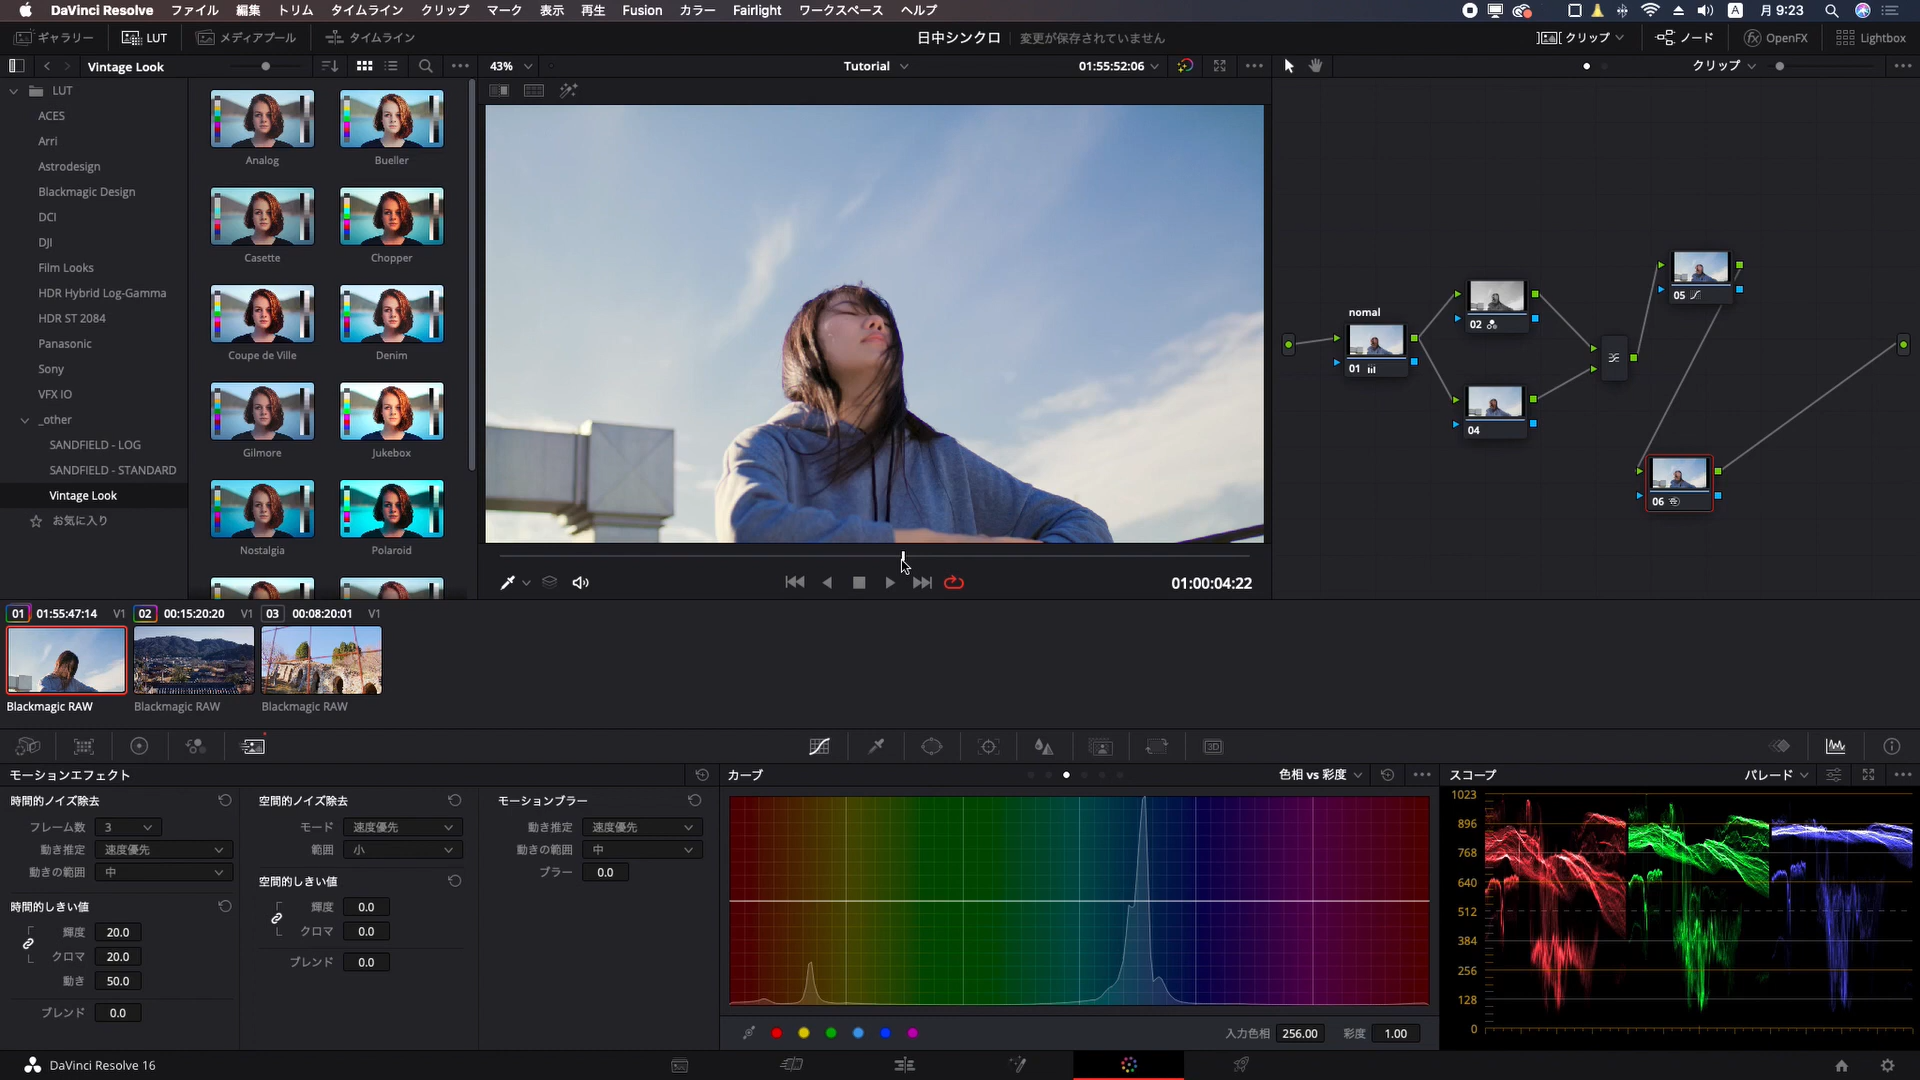 DaVinci Resolve ファイル 編集 トリム タイムライン クリップ マーク 表示 再生 Fusion カラー Fairlight ワークスペース ヘルプ
A 月 9:23
ギャラリー LUT メディアプール タイムライン
日中シンクロ 変更が保存されていません
クリップ ノード OpenFX Lightbox
Vintage Look
43% Tutorial 01:55:52:06
クリップ
LUT
ACES
Arri
Astrodesign
Blackmagic Design
DCI
DJI
Film Looks
HDR Hybrid Log-Gamma
HDR ST 2084
Panasonic
Sony
VFX IO
_other
SANDFIELD - LOG
SANDFIELD - STANDARD
Vintage Look
お気に入り
Analog Bueller
Casette Chopper
Coupe de Ville Denim
Gilmore Jukebox
Nostalgia Polaroid
nomal
01
02
04
05
06
01:00:04:22
01 01:55:47:14 V1 02 00:15:20:20 V1 03 00:08:20:01 V1
Blackmagic RAW Blackmagic RAW Blackmagic RAW
3D
モーションエフェクト
時間的ノイズ除去
フレーム数 3
動き推定 速度優先
動きの範囲 中
時間的しきい値
輝度 20.0
クロマ 20.0
動き 50.0
ブレンド 0.0
空間的ノイズ除去
モード 速度優先
範囲 小
空間的しきい値
輝度 0.0
クロマ 0.0
ブレンド 0.0
モーションブラー
動き推定 速度優先
動きの範囲 中
ブラー 0.0
カーブ 色相 vs 彩度
入力色相 256.00 彩度 1.00
スコープ パレード
1023
896
768
640
512
384
256
128
0
DaVinci Resolve 16